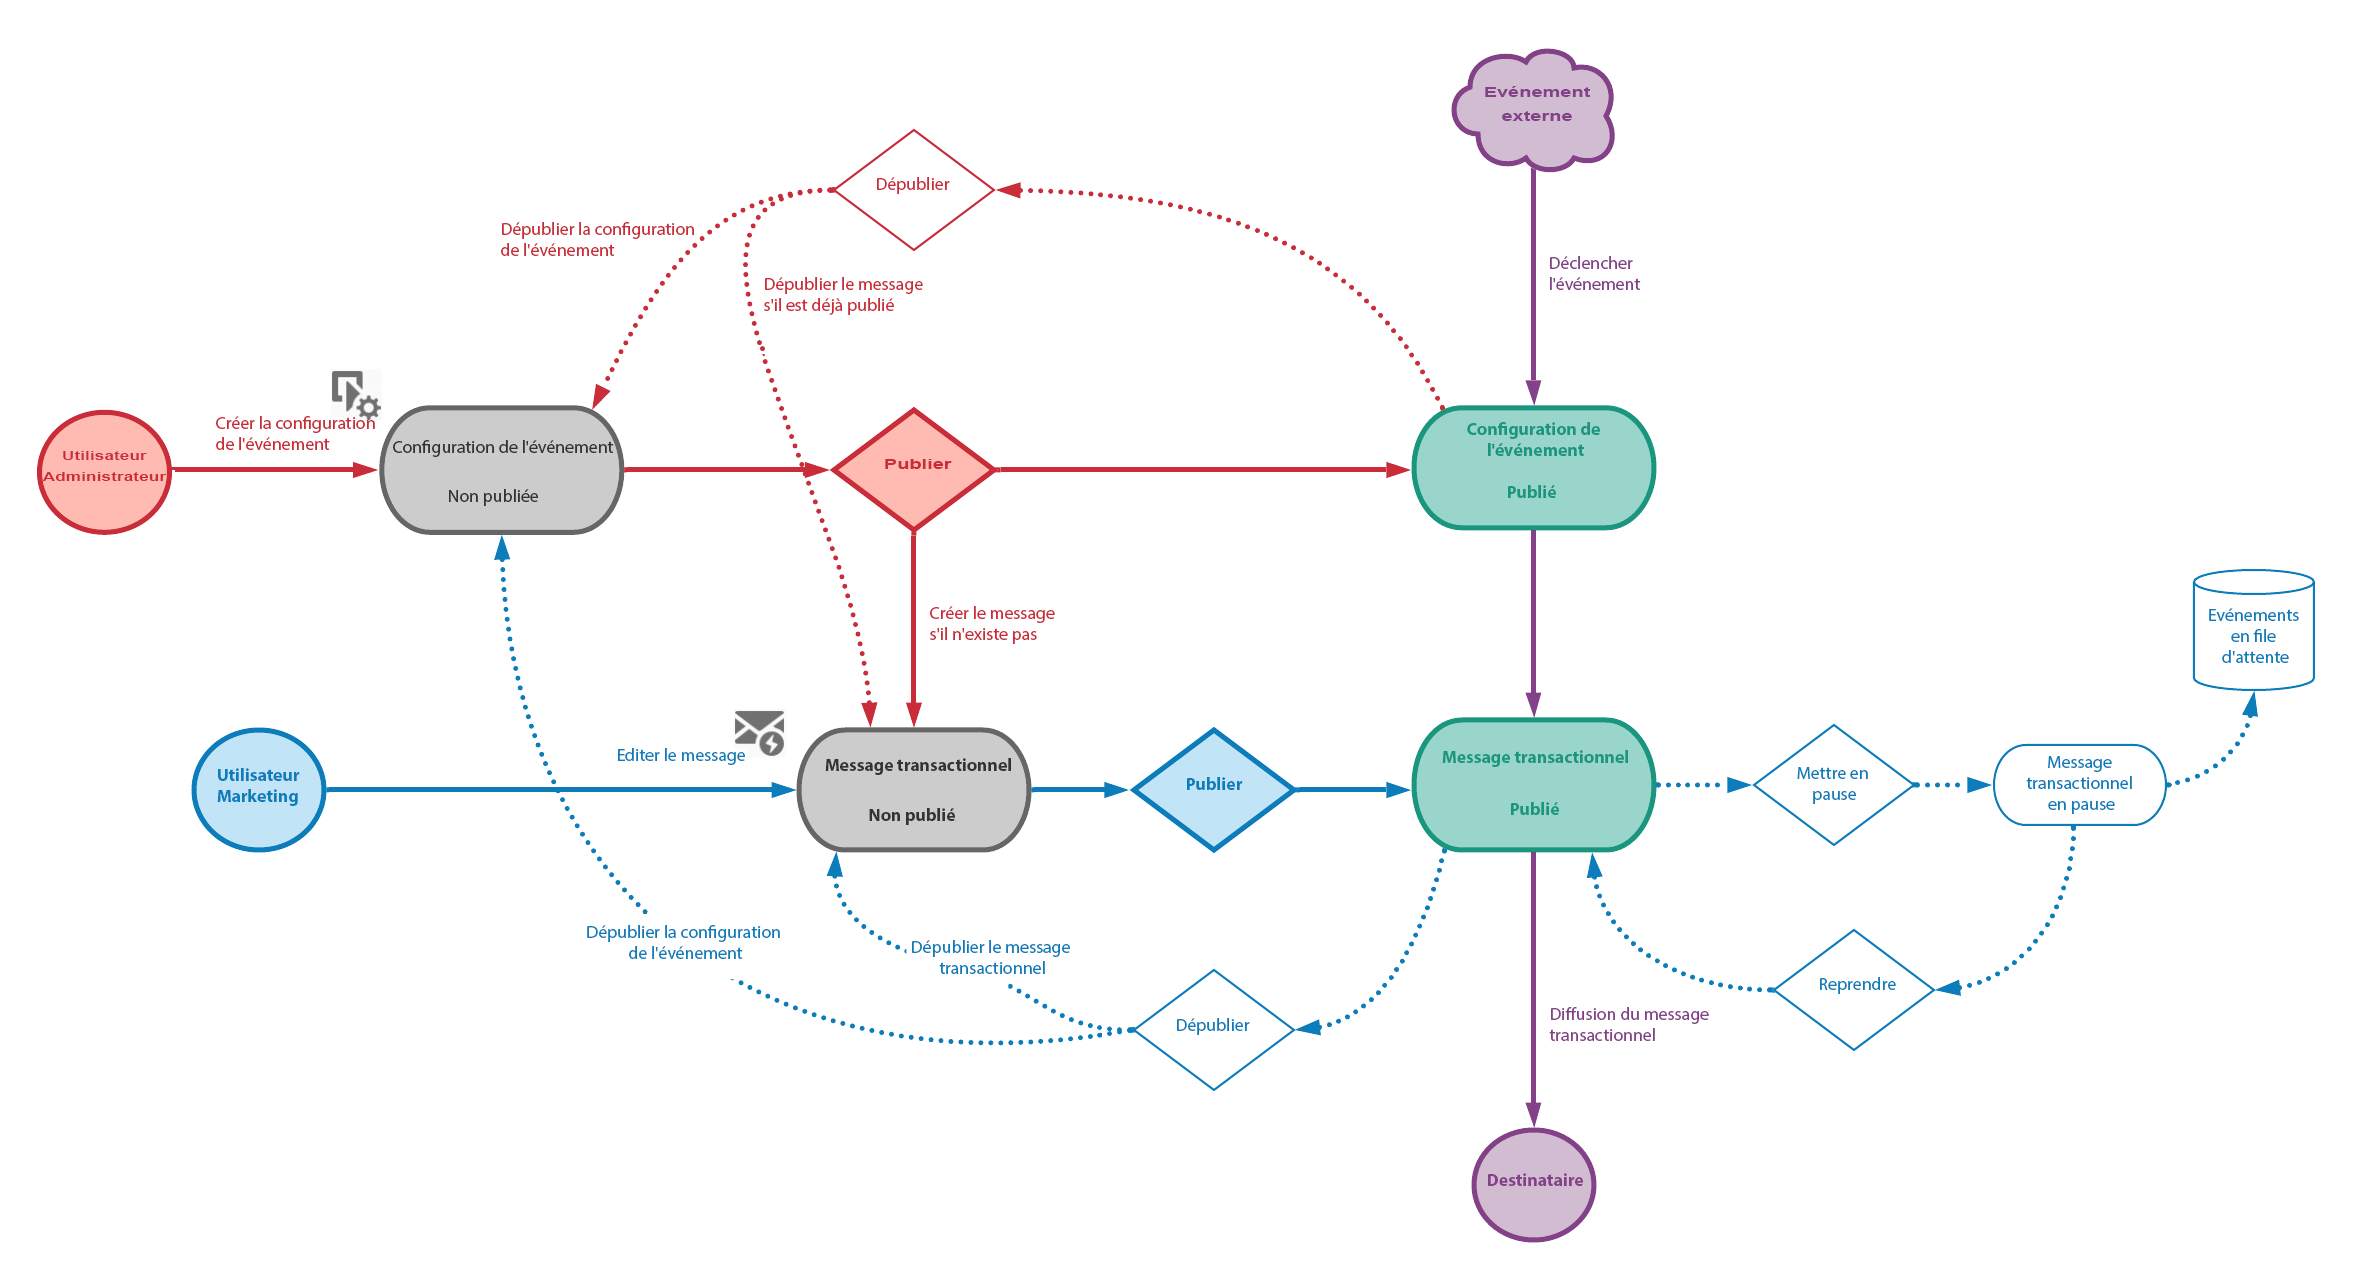 Evénement
externe
Dépublier
Dépublier la configuration
de l'événement
Déclencher
l'événement
Dépublier le message
s'il est déjà publié
Créer la configuration
de l'événement
Utilisateur
Administrateur
Configuration de l'événement
Non publiée
Publier
Configuration de
l'événement
Publié
Créer le message
s'il n'existe pas
Evénements
en file
d'attente
Editer le message
Utilisateur
Marketing
Message transactionnel
Non publié
Publier
Message transactionnel
Publié
Mettre en
pause
Message
transactionnel
en pause
Dépublier la configuration
de l'événement
Dépublier le message
transactionnel
Dépublier
Reprendre
Diffusion du message
transactionnel
Destinataire